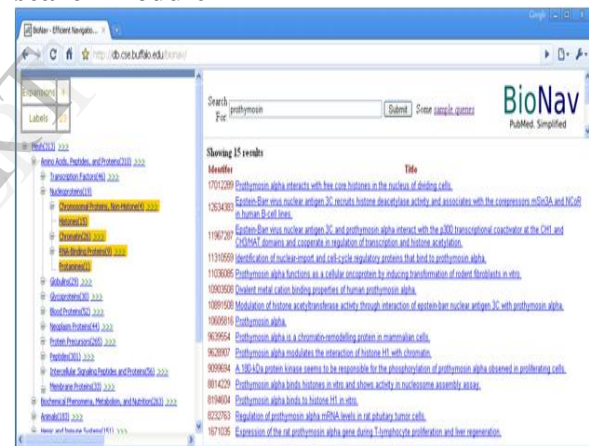 BioNav - Efficient Navigatio...
http://db.cse.buffalo.edu/bionav/
Expansions
Labels
Search For: prothymosin Submit Some sample queries
BioNav
PubMed. Simplified
Mesh(313) >>>
Amino Acids, Peptides, and Proteins(310) >>>
Transcription Factors(46) >>>
Nucleoproteins(19)
Chromosomal Proteins, Non-Histone(9) >>>
Histones(15)
Chromatin(26) >>>
RNA-Binding Proteins(9) >>>
Protamines(1)
Globulins(29) >>>
Glycoproteins(30) >>>
Blood Proteins(52) >>>
Neoplasm Proteins(44) >>>
Protein Precursors(265) >>>
Peptides(301) >>>
Intercellular Signaling Peptides and Proteins(56) >>>
Membrane Proteins(33) >>>
Biochemical Phenomena, Metabolism, and Nutrition(263) >>>
Animals(183) >>>
Showing 15 results
Identifier Title
17012289 Prothymosin alpha interacts with free core histones in the nucleus of dividing cells.
12634383 Epstein-Barr virus nuclear antigen 3C recruits histone deacetylase activity and associates with the corepressors mSin3A and NCoR
in human B-cell lines.
11967287 Epstein-Barr virus nuclear antigen 3C and prothymosin alpha interact with the p300 transcriptional coactivator at the CH1 and
CH3/HAT domains and cooperate in regulation of transcription and histone acetylation.
11310559 Identification of nuclear-import and cell-cycle regulatory proteins that bind to prothymosin alpha.
11036085 Prothymosin alpha functions as a cellular oncoprotein by inducing transformation of rodent fibroblasts in vitro.
10903508 Divalent metal cation binding properties of human prothymosin alpha.
10891508 Modulation of histone acetyltransferase activity through interaction of epstein-barr nuclear antigen 3C with prothymosin alpha.
10605816 Prothymosin alpha.
9639554 Prothymosin alpha is a chromatin-remodelling protein in mammalian cells.
9628907 Prothymosin alpha modulates the interaction of histone H1 with chromatin.
9099694 A 180-kDa protein kinase seems to be responsible for the phosphorylation of prothymosin alpha observed in proliferating cells.
8814229 Prothymosin alpha binds histones in vitro and shows activity in nucleosome assembly assay.
8194604 Prothymosin alpha binds to histone H1 in vitro.
8232763 Regulation of prothymosin alpha mRNA levels in rat pituitary tumor cells.
1671035 Expression of the rat prothymosin alpha gene during T-lymphocyte proliferation and liver regeneration.